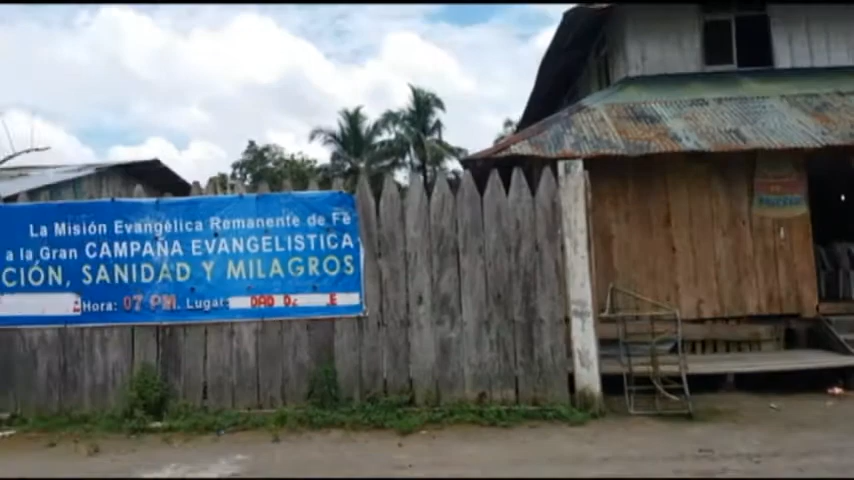 La Misión Evangélica Remanente de Fe
a la Gran CAMPAÑA EVANGELISTICA
CIÓN, SANIDAD Y MILAGROS
Hora: 07 PM. Lugar: